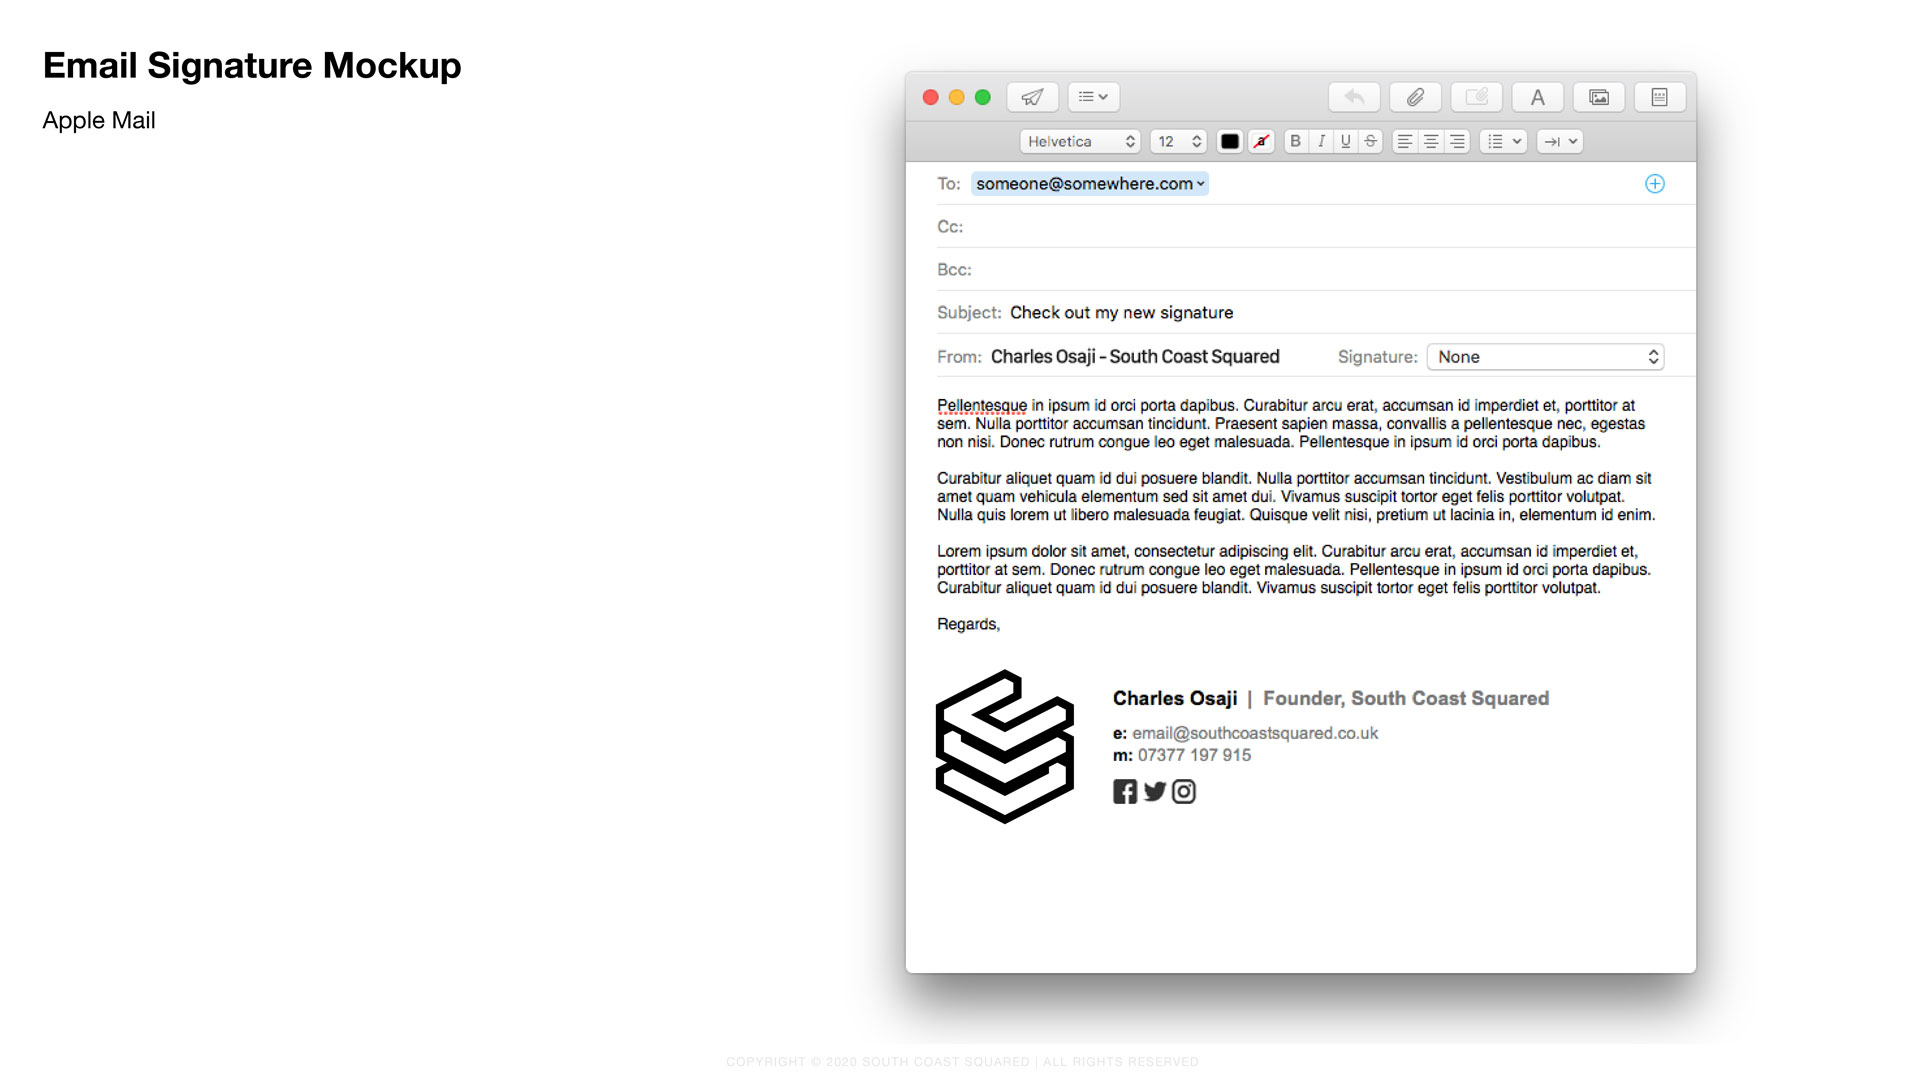 Email Signature Mockup
Apple Mail
Helvetica
12
a
B I U S
A
To: someone@somewhere.com
Cc:
Bcc:
Subject: Check out my new signature
From: Charles Osaji - South Coast Squared Signature: None
Pellentesque in ipsum id orci porta dapibus. Curabitur arcu erat, accumsan id imperdiet et, porttitor at
sem. Nulla porttitor accumsan tincidunt. Praesent sapien massa, convallis a pellentesque nec, egestas
non nisi. Donec rutrum congue leo eget malesuada. Pellentesque in ipsum id orci porta dapibus.
Curabitur aliquet quam id dui posuere blandit. Nulla porttitor accumsan tincidunt. Vestibulum ac diam sit
amet quam vehicula elementum sed sit amet dui. Vivamus suscipit tortor eget felis porttitor volutpat.
Nulla quis lorem ut libero malesuada feugiat. Quisque velit nisi, pretium ut lacinia in, elementum id enim.
Lorem ipsum dolor sit amet, consectetur adipiscing elit. Curabitur arcu erat, accumsan id imperdiet et,
porttitor at sem. Donec rutrum congue leo eget malesuada. Pellentesque in ipsum id orci porta dapibus.
Curabitur aliquet quam id dui posuere blandit. Vivamus suscipit tortor eget felis porttitor volutpat.
Regards,
Charles Osaji | Founder, South Coast Squared
e: email@southcoastsquared.co.uk
m: 07377 197 915
COPYRIGHT © 2020 SOUTH COAST SQUARED | ALL RIGHTS RESERVED